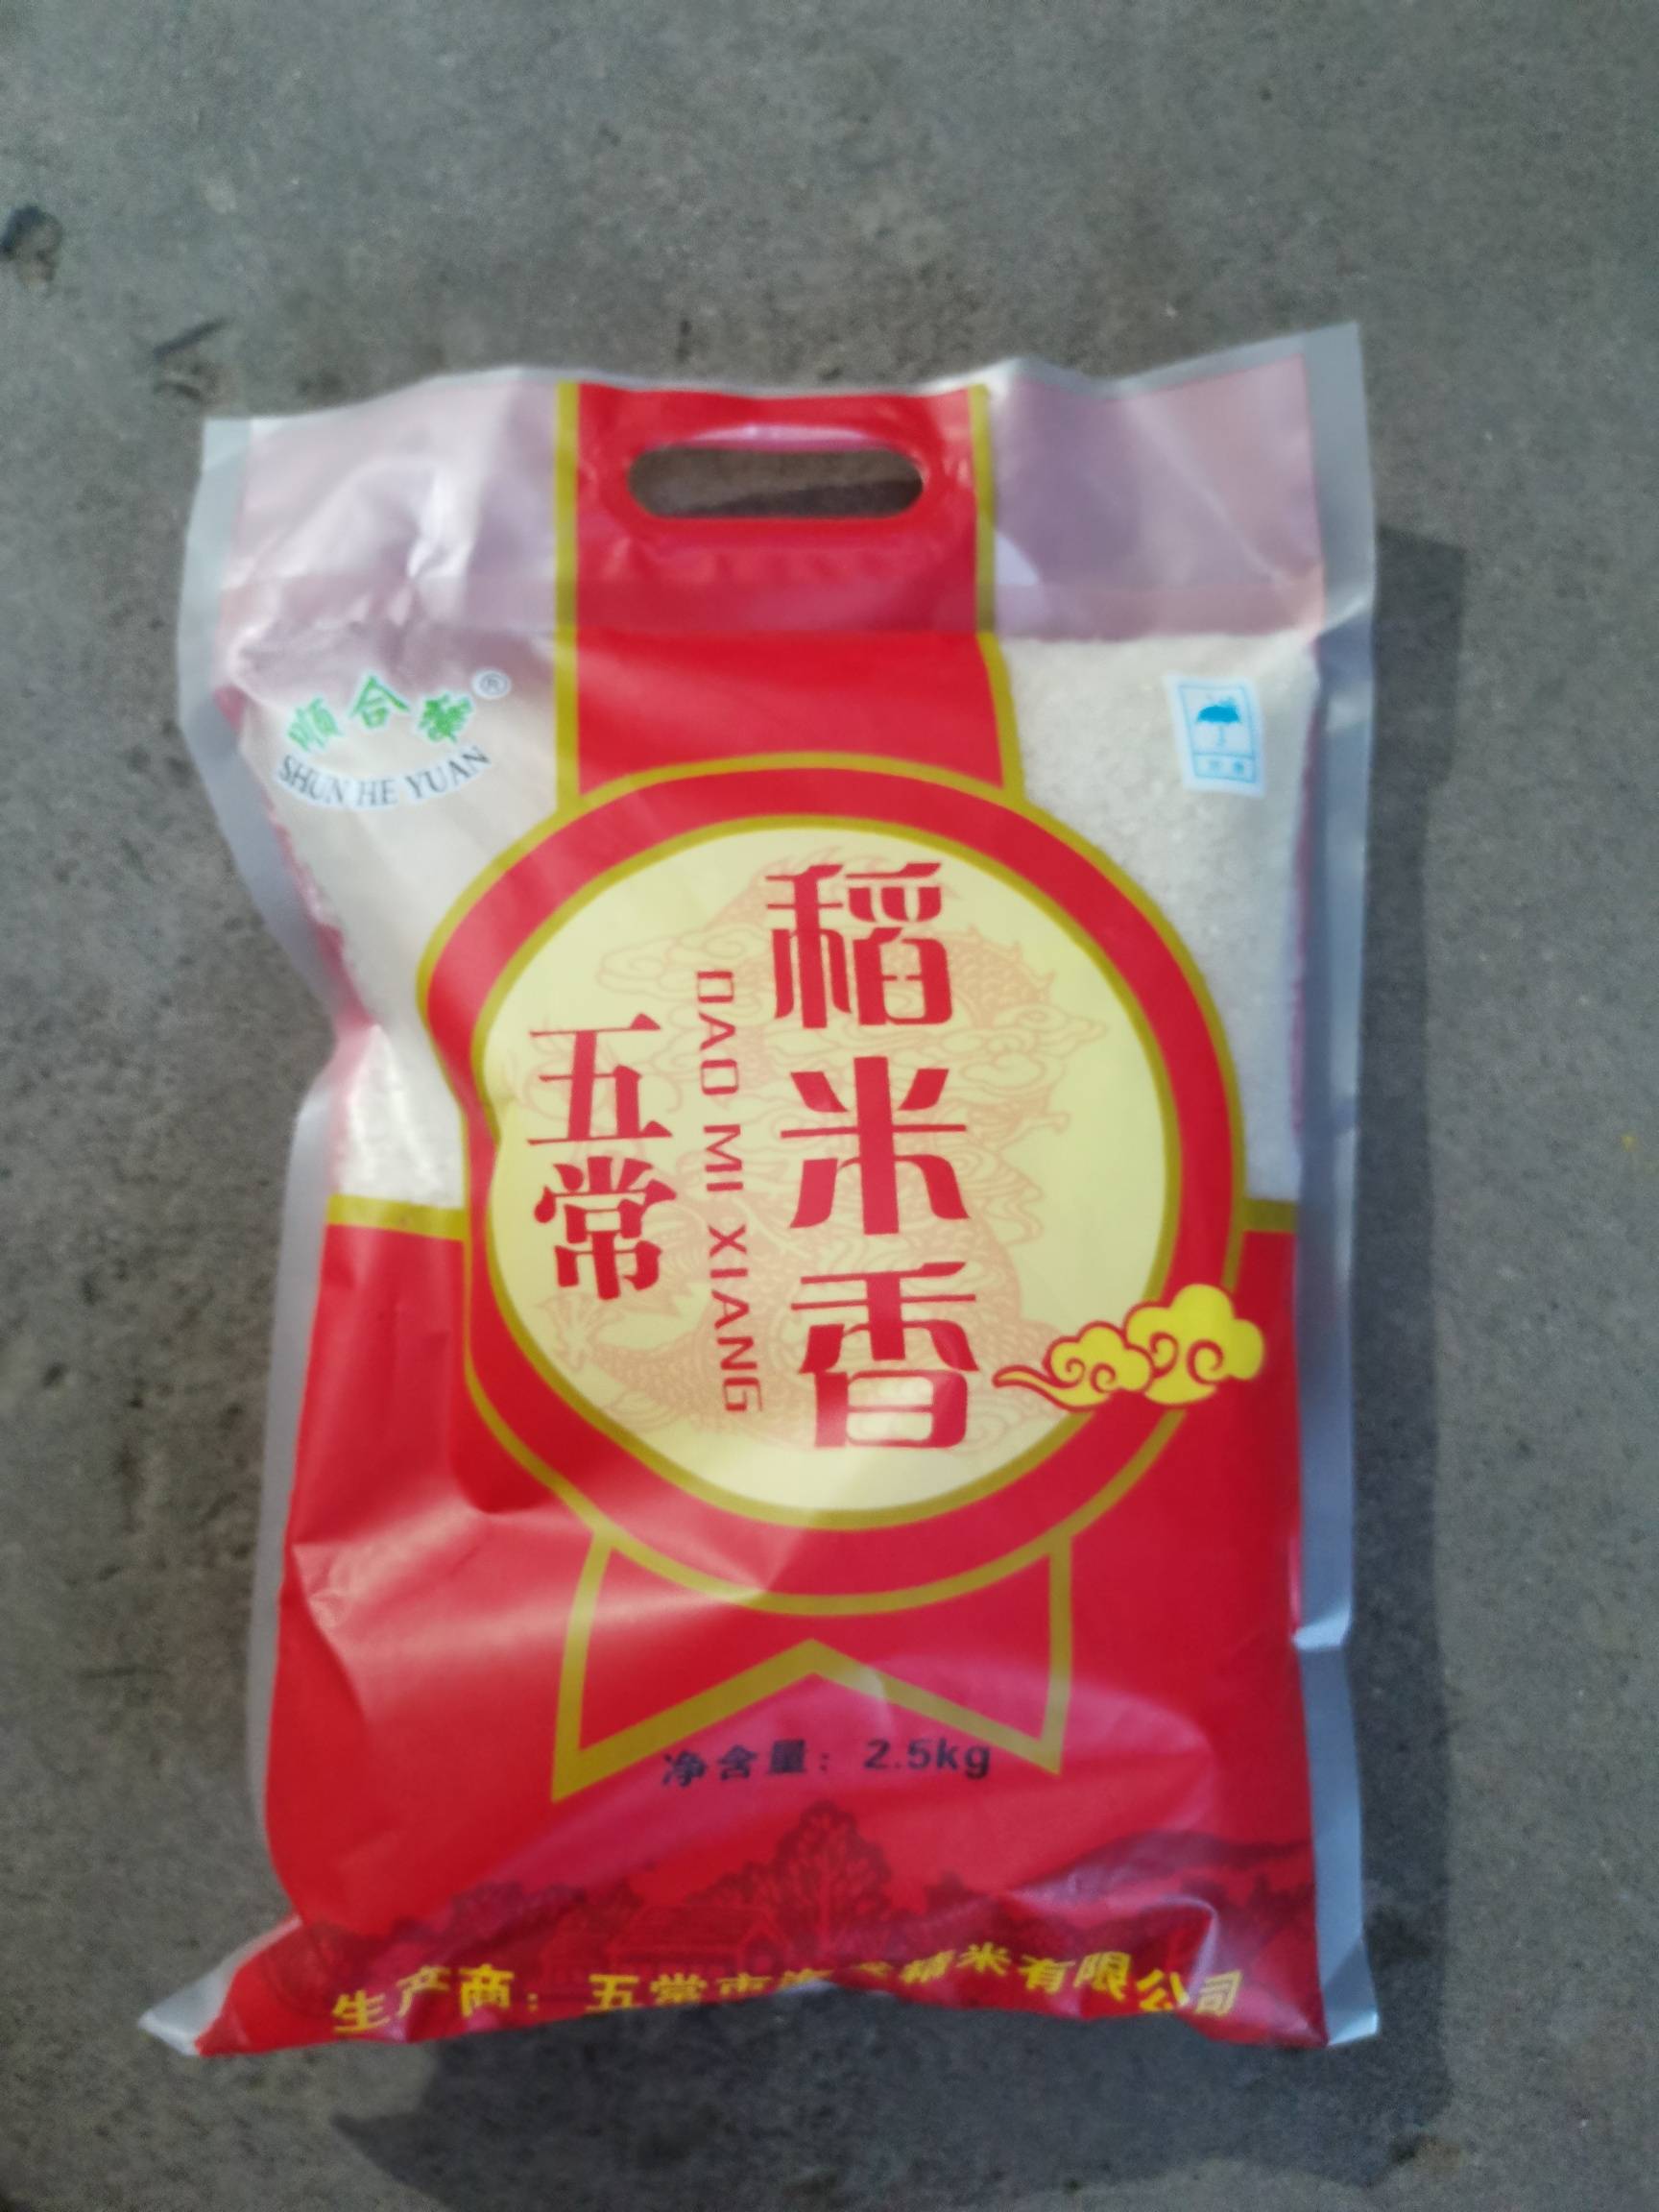 顺合
®
SHUN HE YUAN
稻米香
DAO MI XIANG
五常
净含量：2.5kg
生产商：五常市 精米有限公司